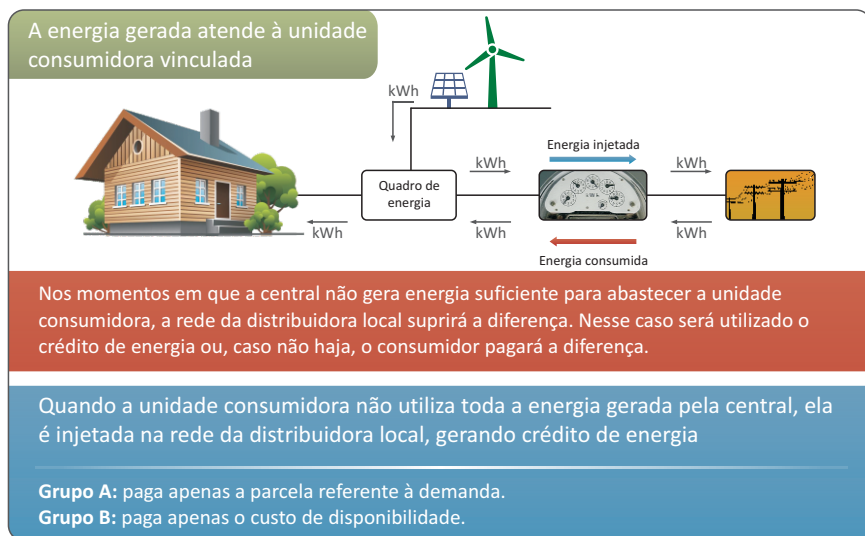 A energia gerada atende à unidade
consumidora vinculada
kWh
kWh
Energia injetada
kWh
Quadro de
energia
kWh
kWh
kWh
Energia consumida
Nos momentos em que a central não gera energia suficiente para abastecer a unidade
consumidora, a rede da distribuidora local suprirá a diferença. Nesse caso será utilizado o
crédito de energia ou, caso não haja, o consumidor pagará a diferença.
Quando a unidade consumidora não utiliza toda a energia gerada pela central, ela
é injetada na rede da distribuidora local, gerando crédito de energia
Grupo A: paga apenas a parcela referente à demanda.
Grupo B: paga apenas o custo de disponibilidade.